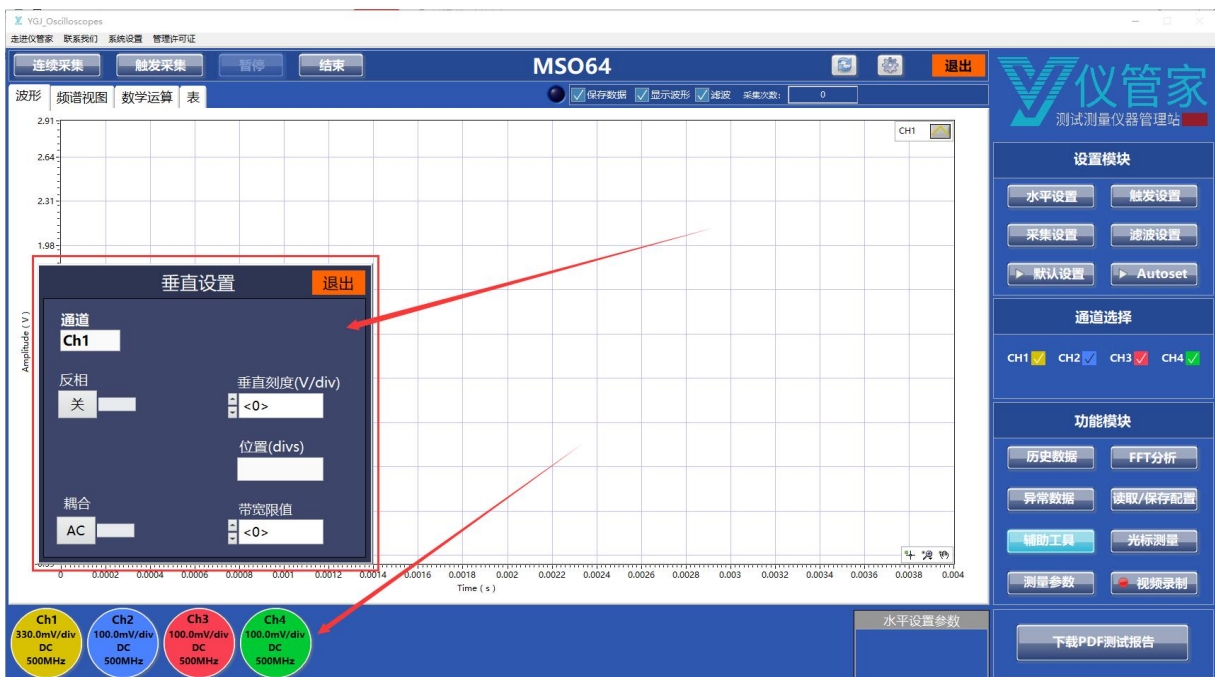 YGJ_Oscilloscopes
走进仪管家 联系我们 系统设置 管理许可证
连续采集 触发采集 暂停 结束 MSO64 退出
波形 频谱视图 数学运算 表 保存数据 显示波形 滤波 采集次数: 0
CH1
2.91
2.64
2.31
1.98
Amplitude (V)
垂直设置 退出
通道
Ch1
反相 垂直刻度(V/div)
关 <0>
位置(divs)
耦合 带宽限值
AC <0>
0 0.0002 0.0004 0.0006 0.0008 0.001 0.0012 0.0014 0.0016 0.0018 0.002 0.0022 0.0024 0.0026 0.0028 0.003 0.0032 0.0034 0.0036 0.0038 0.004
Time (s)
Ch1 Ch2 Ch3 Ch4
330.0mV/div 100.0mV/div 100.0mV/div 100.0mV/div
DC DC DC DC
500MHz 500MHz 500MHz 500MHz
水平设置参数
仪管家
测试测量仪器管理站
设置模块
水平设置 触发设置
采集设置 滤波设置
默认设置 Autoset
通道选择
CH1 CH2 CH3 CH4
功能模块
历史数据 FFT分析
异常数据 读取/保存配置
辅助工具 光标测量
测量参数 视频录制
下载PDF测试报告